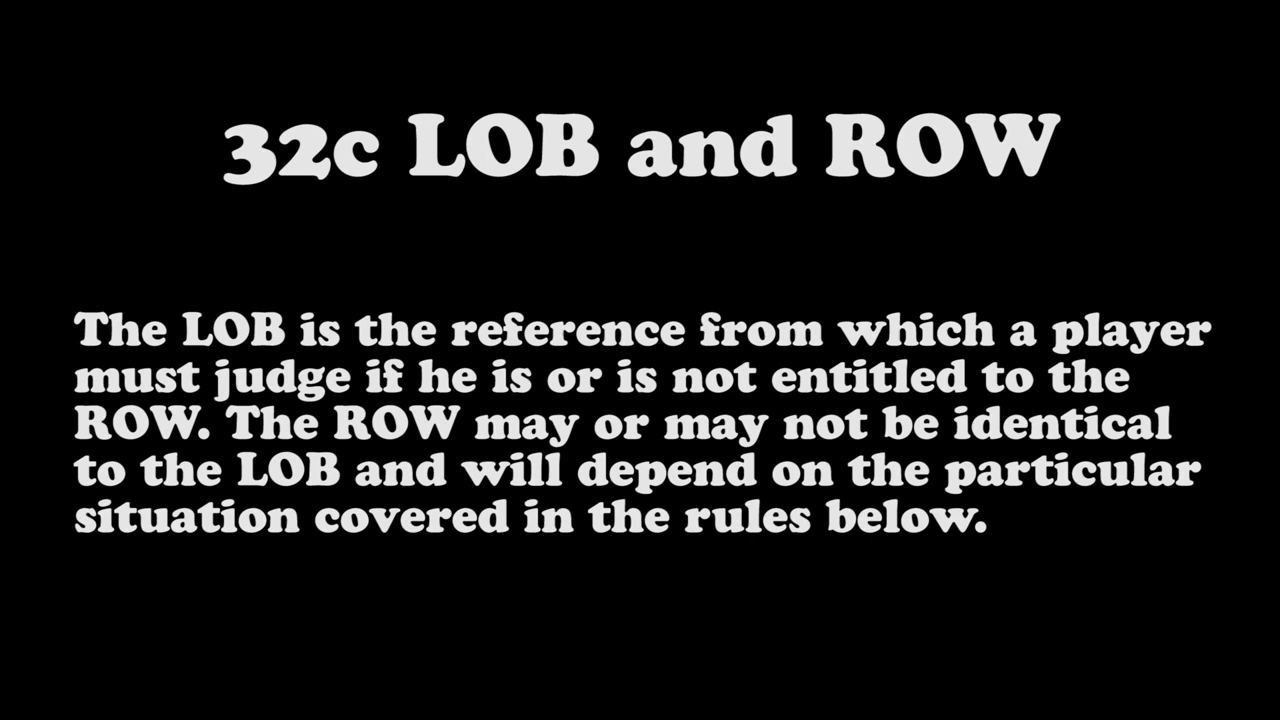 32c LOB and ROW
The LOB is the reference from which a player
must judge if he is or is not entitled to the
ROW. The ROW may or may not be identical
to the LOB and will depend on the particular
situation covered in the rules below.